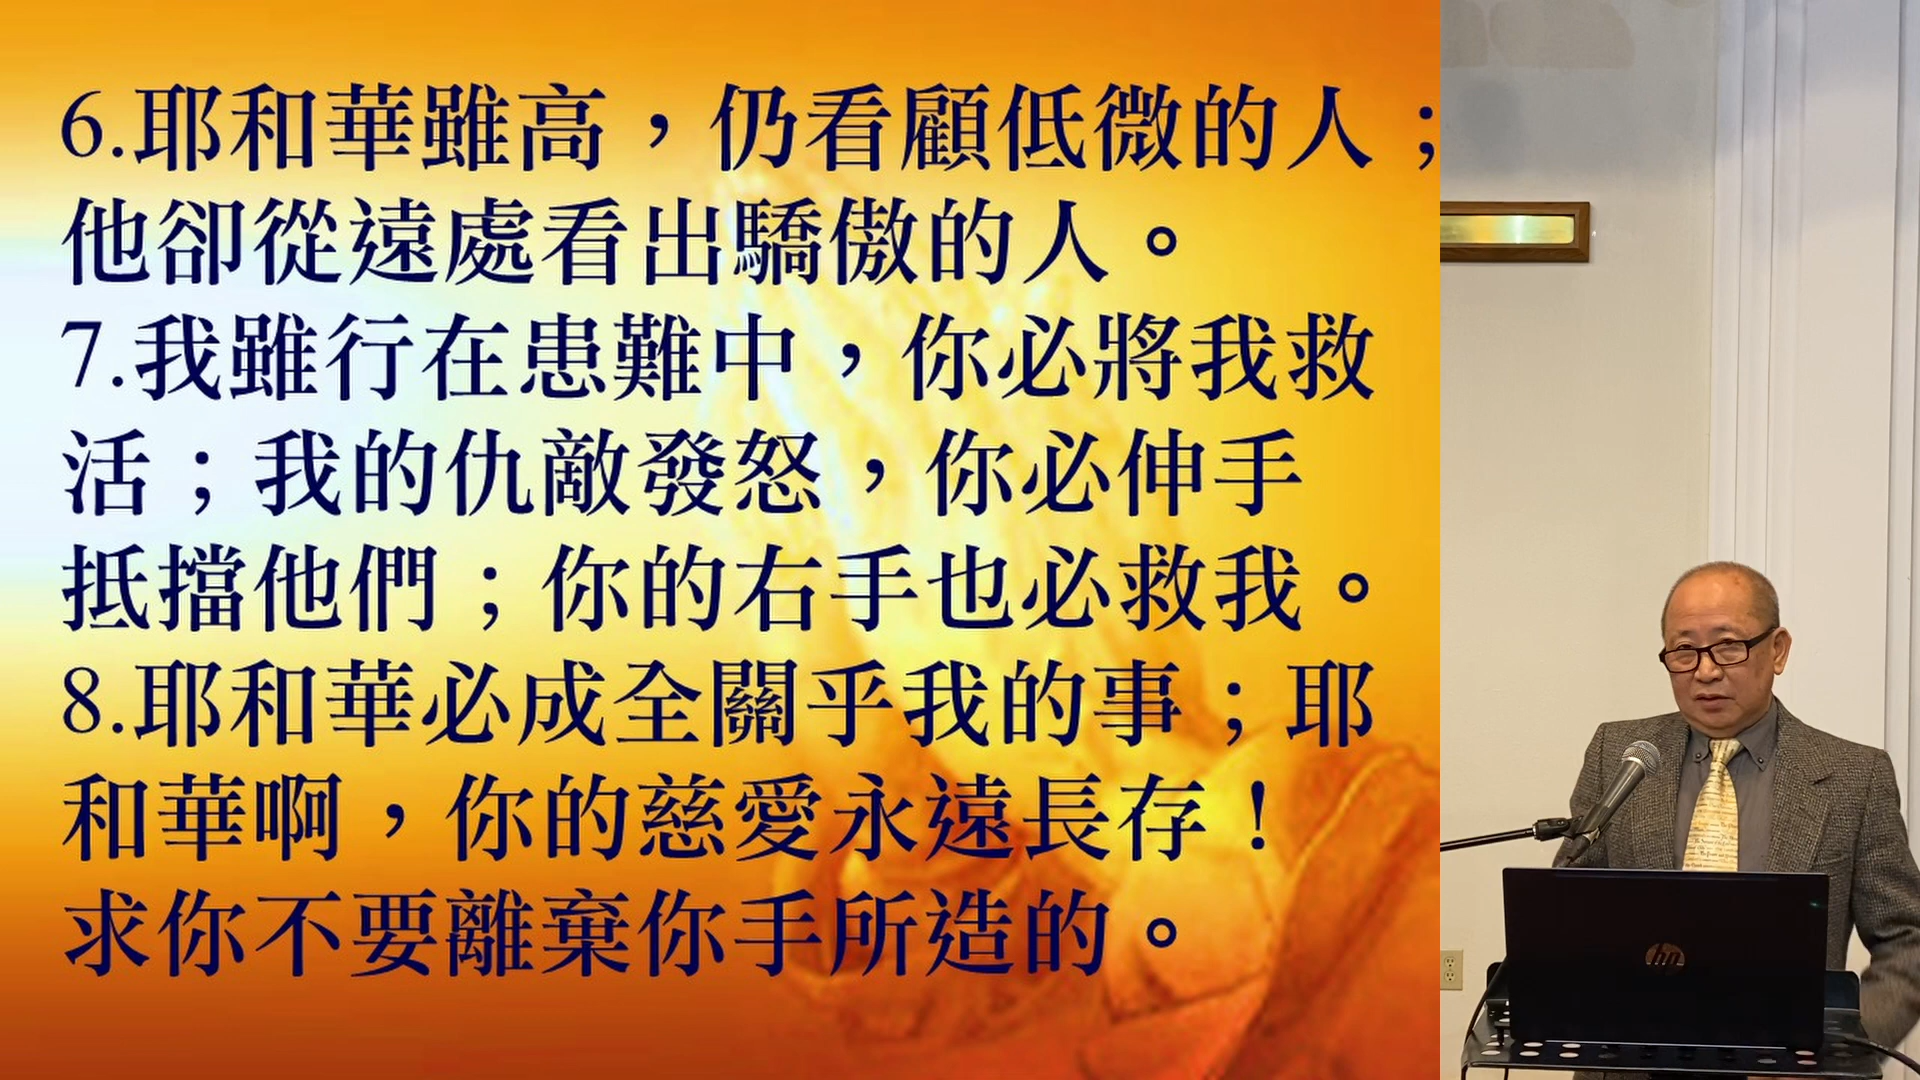 6.耶和華雖高，仍看顧低微的人；
他卻從遠處看出驕傲的人。
7.我雖行在患難中，你必將我救
活；我的仇敵發怒，你必伸手
抵擋他們；你的右手也必救我。
8.耶和華必成全關乎我的事；耶
和華啊，你的慈愛永遠長存！
求你不要離棄你手所造的。
hp